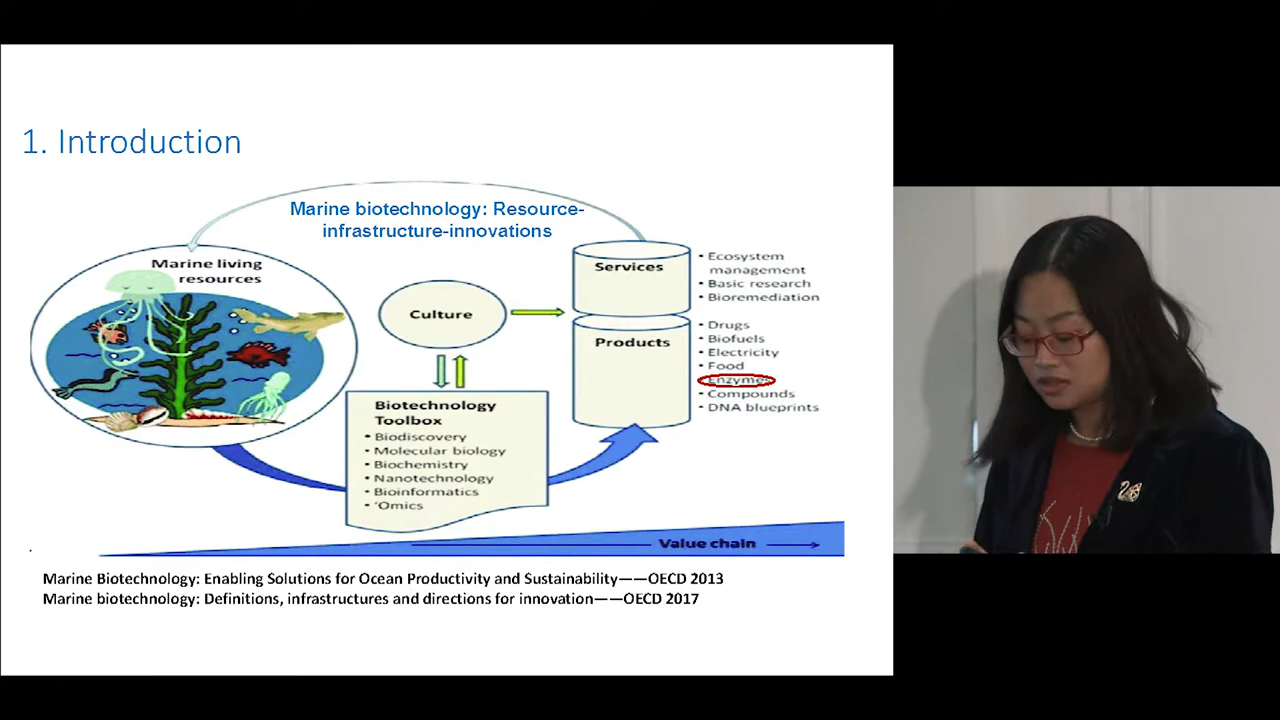 1. Introduction
Marine biotechnology: Resource-
infrastructure-innovations
Marine living
resources
Culture
Biotechnology
Toolbox
• Biodiscovery
• Molecular biology
• Biochemistry
• Nanotechnology
• Bioinformatics
• 'Omics
Services
• Ecosystem
management
• Basic research
• Bioremediation
Products
• Drugs
• Biofuels
• Electricity
• Food
• Enzymes
• Compounds
• DNA blueprints
Value chain
Marine Biotechnology: Enabling Solutions for Ocean Productivity and Sustainability——OECD 2013
Marine biotechnology: Definitions, infrastructures and directions for innovation——OECD 2017